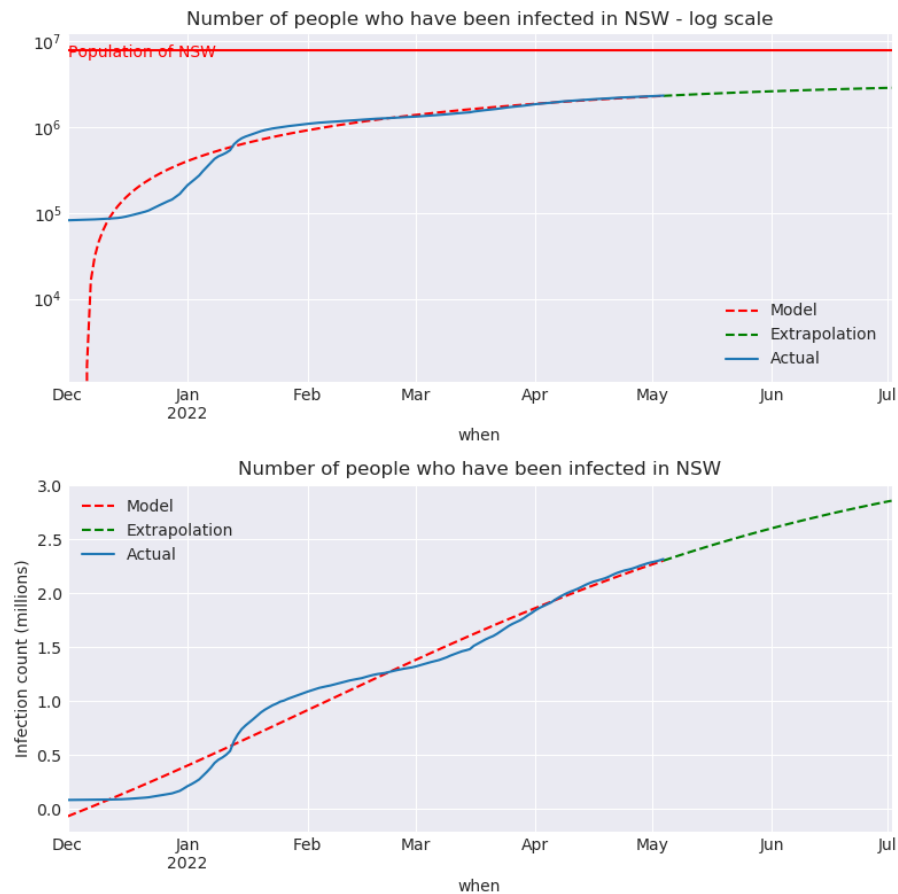 Number of people who have been infected in NSW - log scale
10^7
Population of NSW
10^6
10^5
10^4
Model
Extrapolation
Actual
Dec Jan Feb Mar Apr May Jun Jul
2022
when
Number of people who have been infected in NSW
Infection count (millions)
3.0
2.5
2.0
1.5
1.0
0.5
0.0
Model
Extrapolation
Actual
Dec Jan Feb Mar Apr May Jun Jul
2022
when